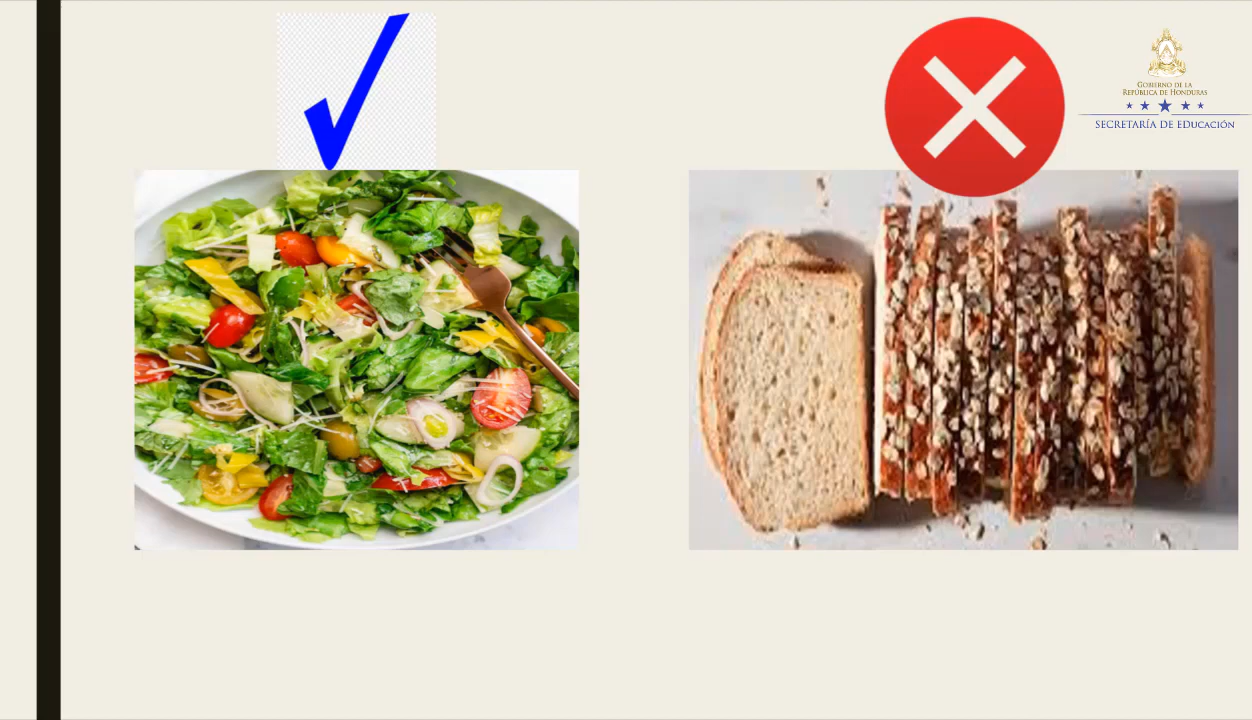 GOBIERNO DE LA
REPÚBLICA DE HONDURAS
SECRETARÍA DE EDUCACIÓN